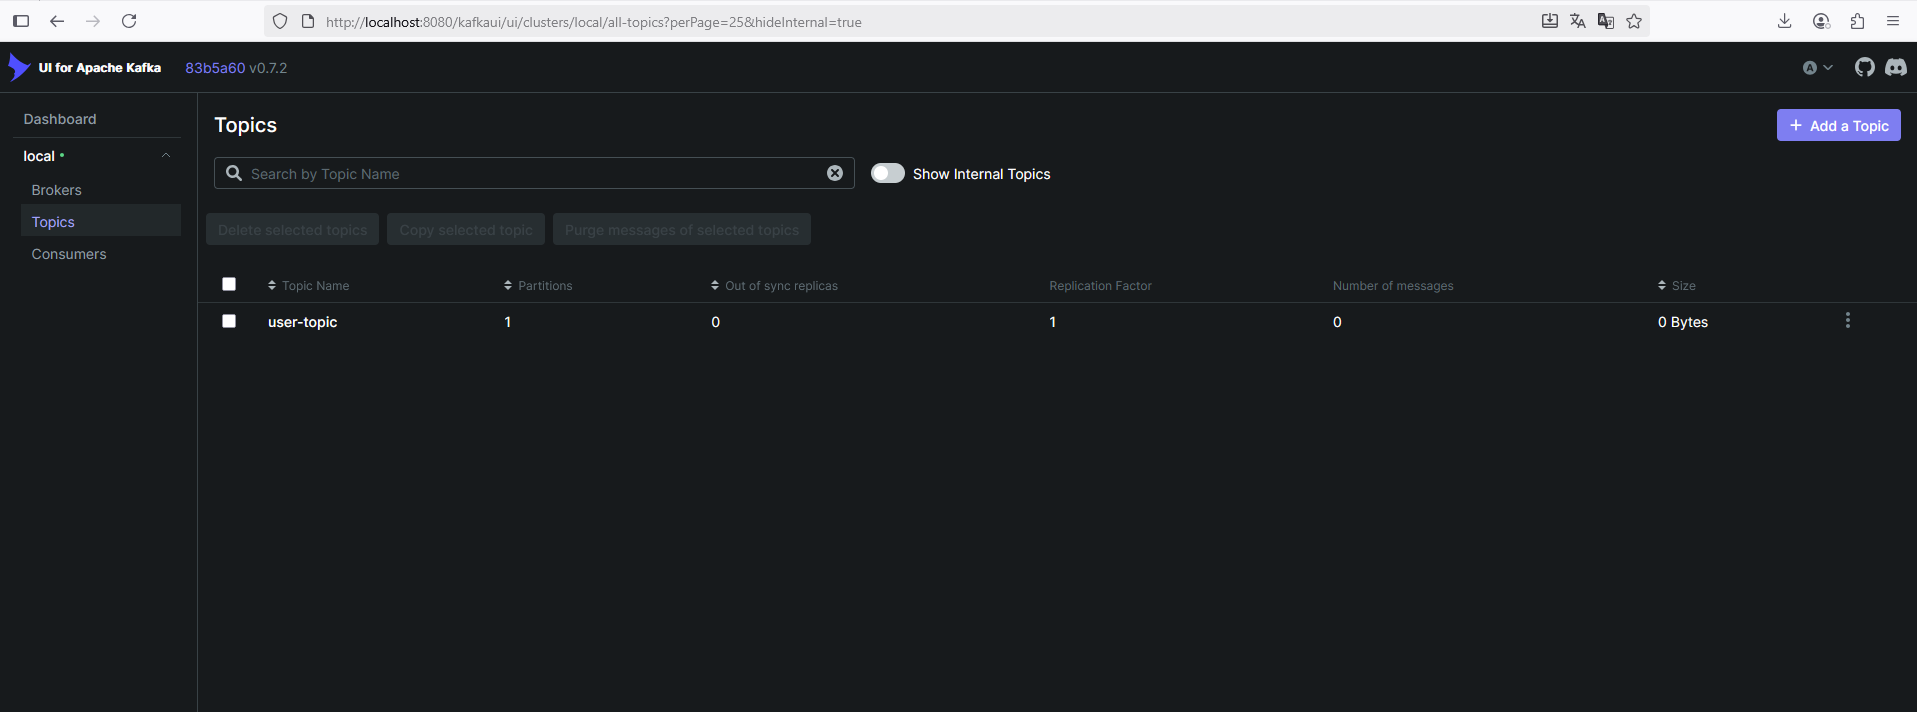 http://localhost:8080/kafkaui/ui/clusters/local/all-topics?perPage=25&hideInternal=true
UI for Apache Kafka 83b5a60 v0.7.2
A
Dashboard
local
Brokers
Topics
Consumers
Topics
Add a Topic
Search by Topic Name
Show Internal Topics
Delete selected topics Copy selected topic Purge messages of selected topics
Topic Name Partitions Out of sync replicas Replication Factor Number of messages Size
user-topic 1 0 1 0 0 Bytes